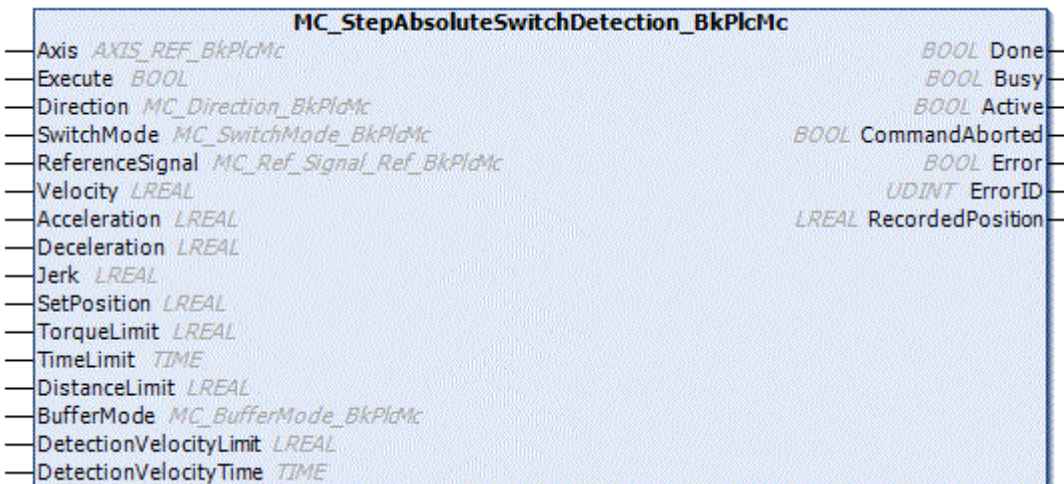 MC_StepAbsoluteSwitchDetection_BkPlcMc
Axis AXIS_REF_BkPlcMc BOOL Done
Execute BOOL BOOL Busy
Direction MC_Direction_BkPlcMc BOOL Active
SwitchMode MC_SwitchMode_BkPlcMc BOOL CommandAborted
ReferenceSignal MC_Ref_Signal_Ref_BkPlcMc BOOL Error
Velocity LREAL UDINT ErrorID
Acceleration LREAL LREAL RecordedPosition
Deceleration LREAL
Jerk LREAL
SetPosition LREAL
TorqueLimit LREAL
TimeLimit TIME
DistanceLimit LREAL
BufferMode MC_BufferMode_BkPlcMc
DetectionVelocityLimit LREAL
DetectionVelocityTime TIME